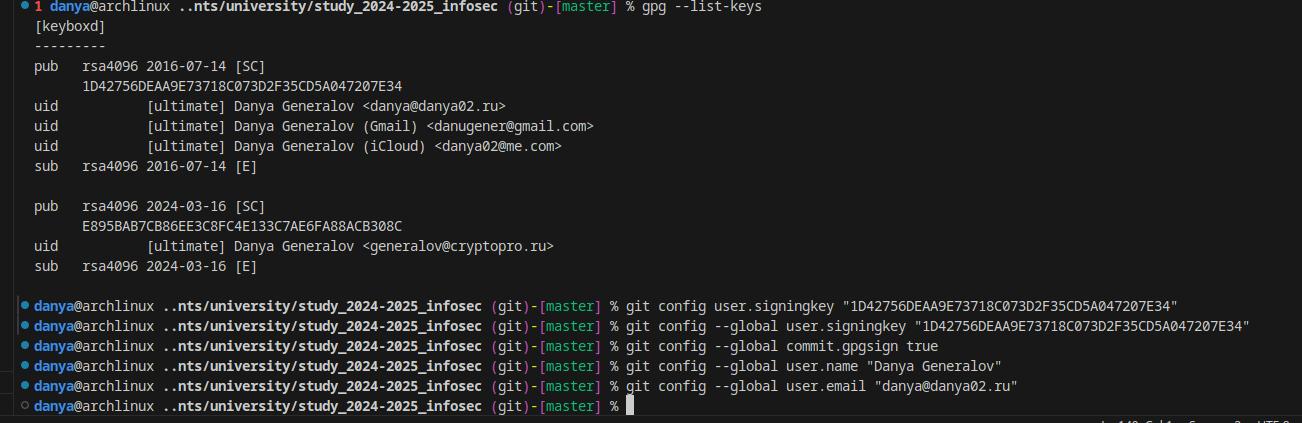 1 danya@archlinux ..nts/university/study_2024-2025_infosec (git)-[master] % gpg --list-keys
[keyboxd]
---------
pub   rsa4096 2016-07-14 [SC]
      1D42756DEAA9E73718C073D2F35CD5A047207E34
uid           [ultimate] Danya Generalov <danya@danya02.ru>
uid           [ultimate] Danya Generalov (Gmail) <danugener@gmail.com>
uid           [ultimate] Danya Generalov (iCloud) <danya02@me.com>
sub   rsa4096 2016-07-14 [E]
pub   rsa4096 2024-03-16 [SC]
      E895BAB7CB86EE3C8FC4E133C7AE6FA88ACB308C
uid           [ultimate] Danya Generalov <generalov@cryptopro.ru>
sub   rsa4096 2024-03-16 [E]
danya@archlinux ..nts/university/study_2024-2025_infosec (git)-[master] % git config user.signingkey "1D42756DEAA9E73718C073D2F35CD5A047207E34"
danya@archlinux ..nts/university/study_2024-2025_infosec (git)-[master] % git config --global user.signingkey "1D42756DEAA9E73718C073D2F35CD5A047207E34"
danya@archlinux ..nts/university/study_2024-2025_infosec (git)-[master] % git config --global commit.gpgsign true
danya@archlinux ..nts/university/study_2024-2025_infosec (git)-[master] % git config --global user.name "Danya Generalov"
danya@archlinux ..nts/university/study_2024-2025_infosec (git)-[master] % git config --global user.email "danya@danya02.ru"
danya@archlinux ..nts/university/study_2024-2025_infosec (git)-[master] %